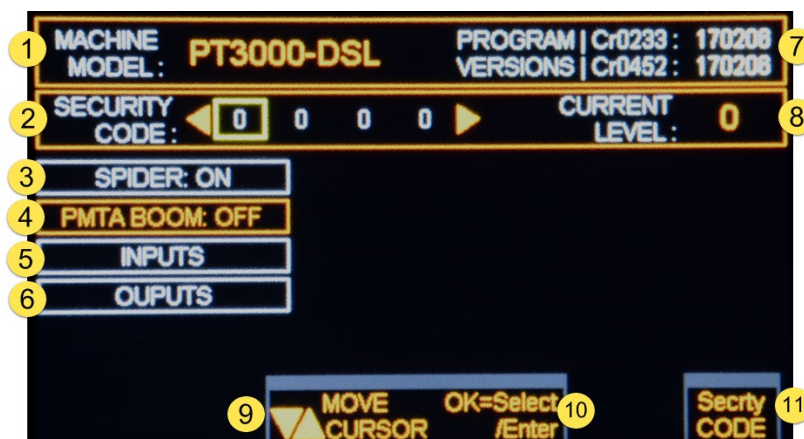 1 MACHINE MODEL: PT3000-DSL PROGRAM | Cr0233: 170208 7
VERSIONS | Cr0452: 170208
2 SECURITY CODE: 0 0 0 0 CURRENT LEVEL: 0 8
3 SPIDER: ON
4 PMTA BOOM: OFF
5 INPUTS
6 OUPUTS
9 MOVE CURSOR OK=Select /Enter 10
Secrty CODE 11